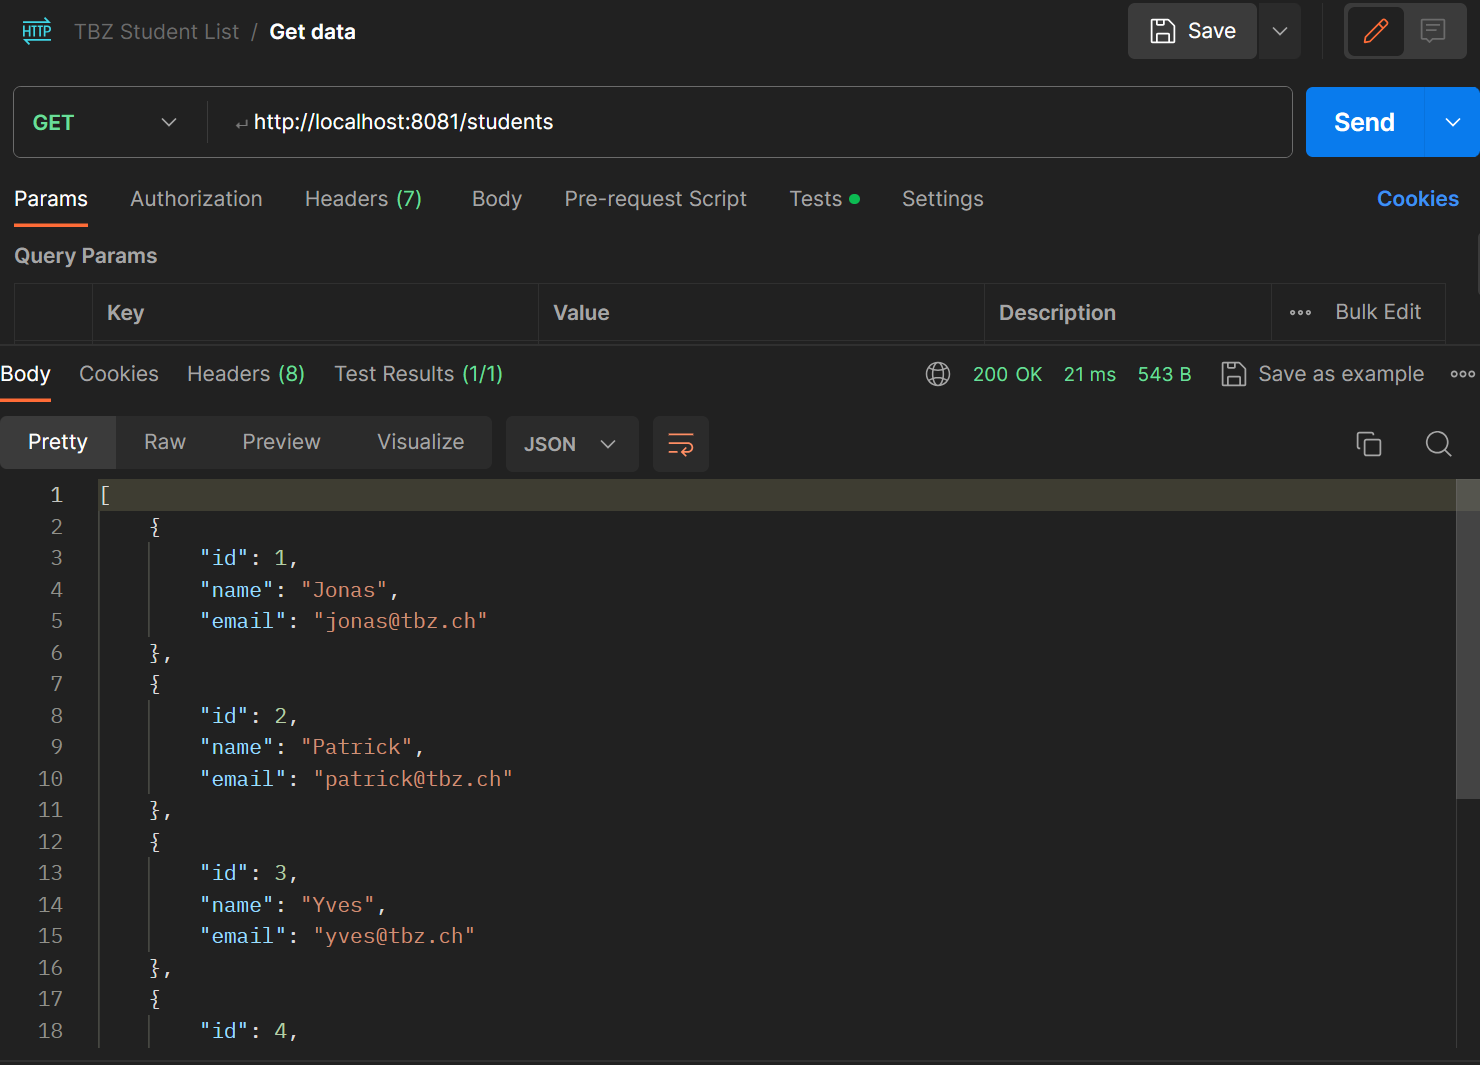 HTTP TBZ Student List / Get data Save
GET ↵ http://localhost:8081/students Send
Params Authorization Headers (7) Body Pre-request Script Tests Settings Cookies
Query Params
Key Value Description Bulk Edit
Body Cookies Headers (8) Test Results (1/1) 200 OK 21 ms 543 B Save as example
Pretty Raw Preview Visualize JSON
1 [
2 {
3 "id": 1,
4 "name": "Jonas",
5 "email": "jonas@tbz.ch"
6 },
7 {
8 "id": 2,
9 "name": "Patrick",
10 "email": "patrick@tbz.ch"
11 },
12 {
13 "id": 3,
14 "name": "Yves",
15 "email": "yves@tbz.ch"
16 },
17 {
18 "id": 4,